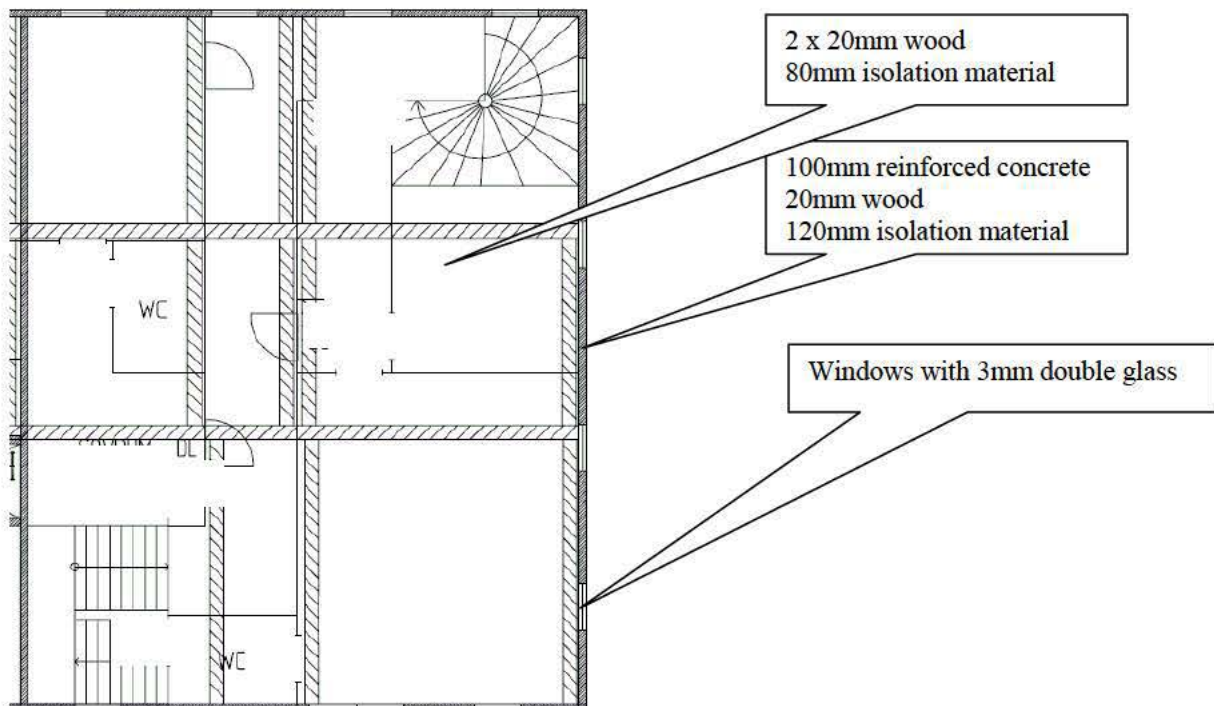 2 x 20mm wood
80mm isolation material
100mm reinforced concrete
20mm wood
120mm isolation material
WC
Windows with 3mm double glass
WC